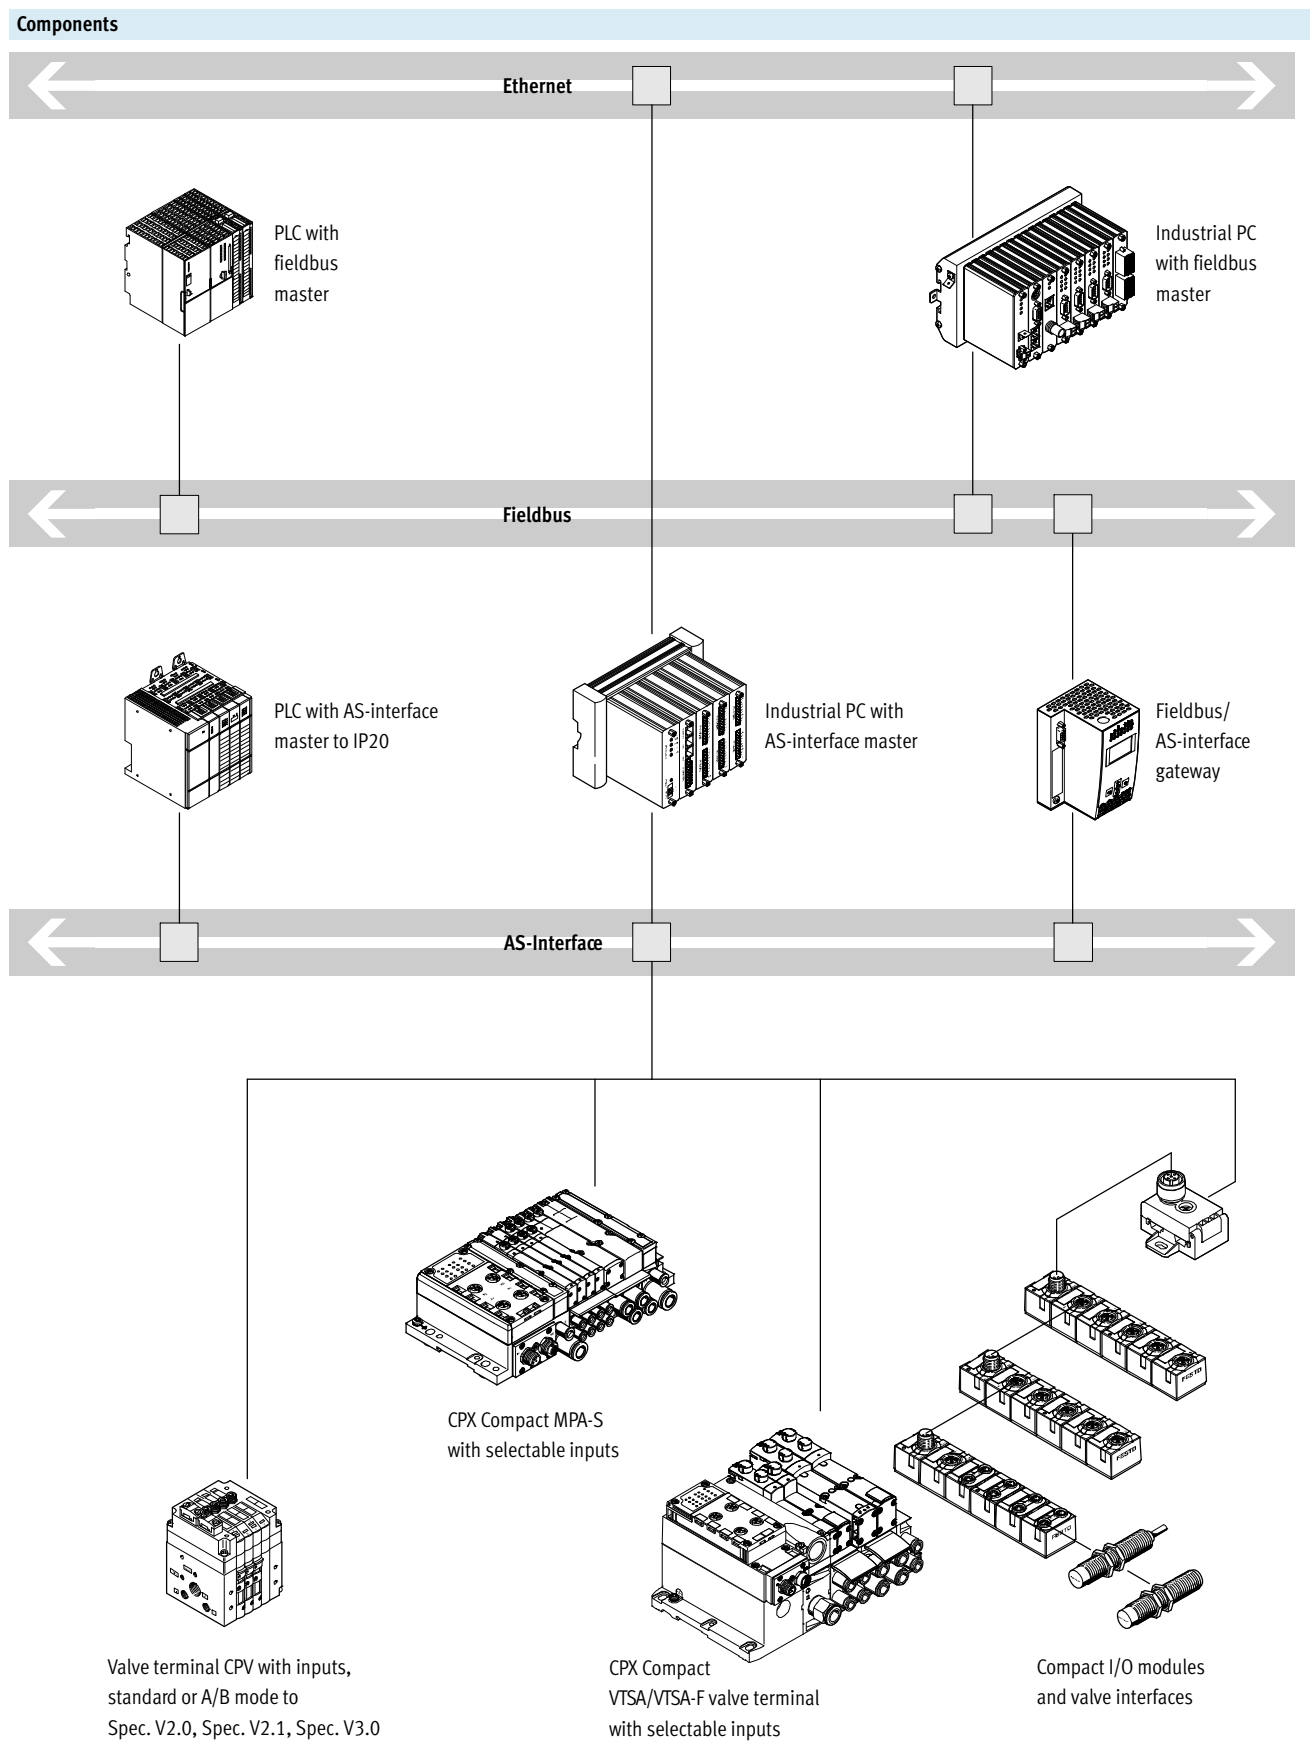 Components
Ethernet
PLC with
fieldbus
master
Industrial PC
with fieldbus
master
Fieldbus
PLC with AS-interface
master to IP20
Industrial PC with
AS-interface master
Fieldbus/
AS-interface
gateway
AS-Interface
CPX Compact MPA-S
with selectable inputs
FESTO
FESTO
FESTO
Valve terminal CPV with inputs,
standard or A/B mode to
Spec. V2.0, Spec. V2.1, Spec. V3.0
CPX Compact
VTSA/VTSA-F valve terminal
with selectable inputs
Compact I/O modules
and valve interfaces